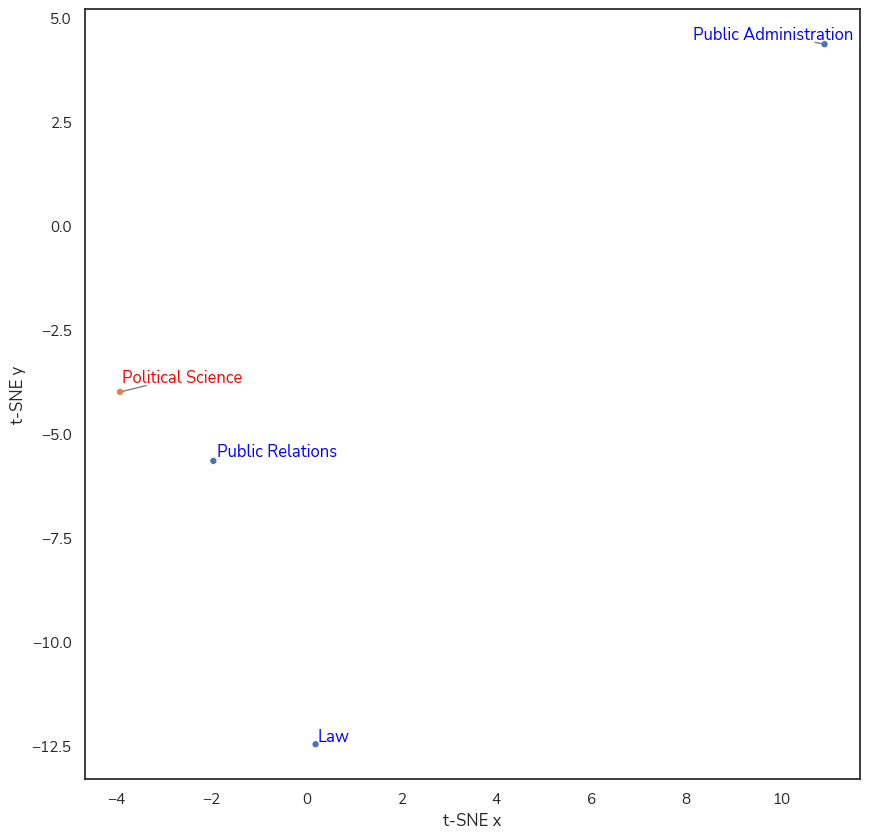 5.0
Public Administration
2.5
0.0
−2.5
Political Science
t-SNE y
−5.0
Public Relations
−7.5
−10.0
Law
−12.5
−4 −2 0 2 4 6 8 10
t-SNE x